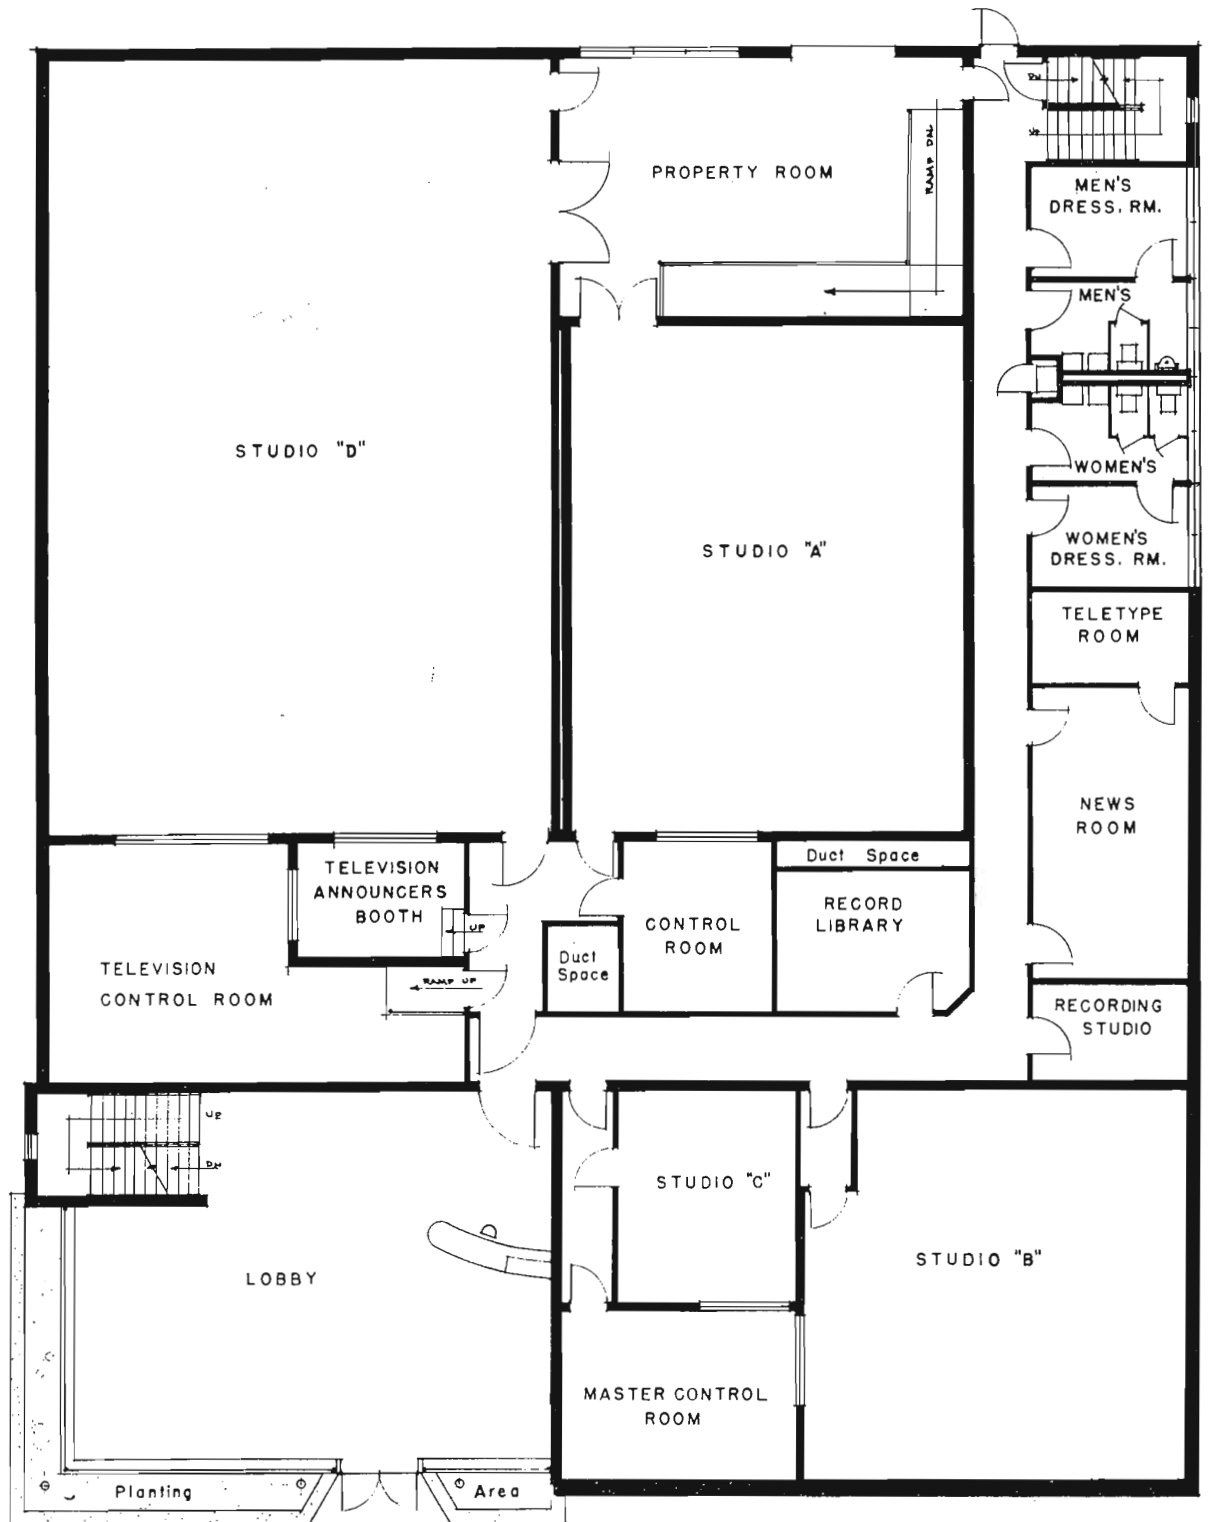 DN
UP
RAMP DN.
PROPERTY ROOM
MEN'S
DRESS. RM.
MEN'S
STUDIO "D"
WOMEN'S
STUDIO "A"
WOMEN'S
DRESS. RM.
TELETYPE
ROOM
NEWS
ROOM
TELEVISION
ANNOUNCERS
BOOTH
UP
Duct Space
RECORD
LIBRARY
CONTROL
ROOM
Duct
Space
TELEVISION
CONTROL ROOM
RAMP UP
RECORDING
STUDIO
UP
DN
STUDIO "C"
LOBBY
STUDIO "B"
MASTER CONTROL
ROOM
Planting
Area